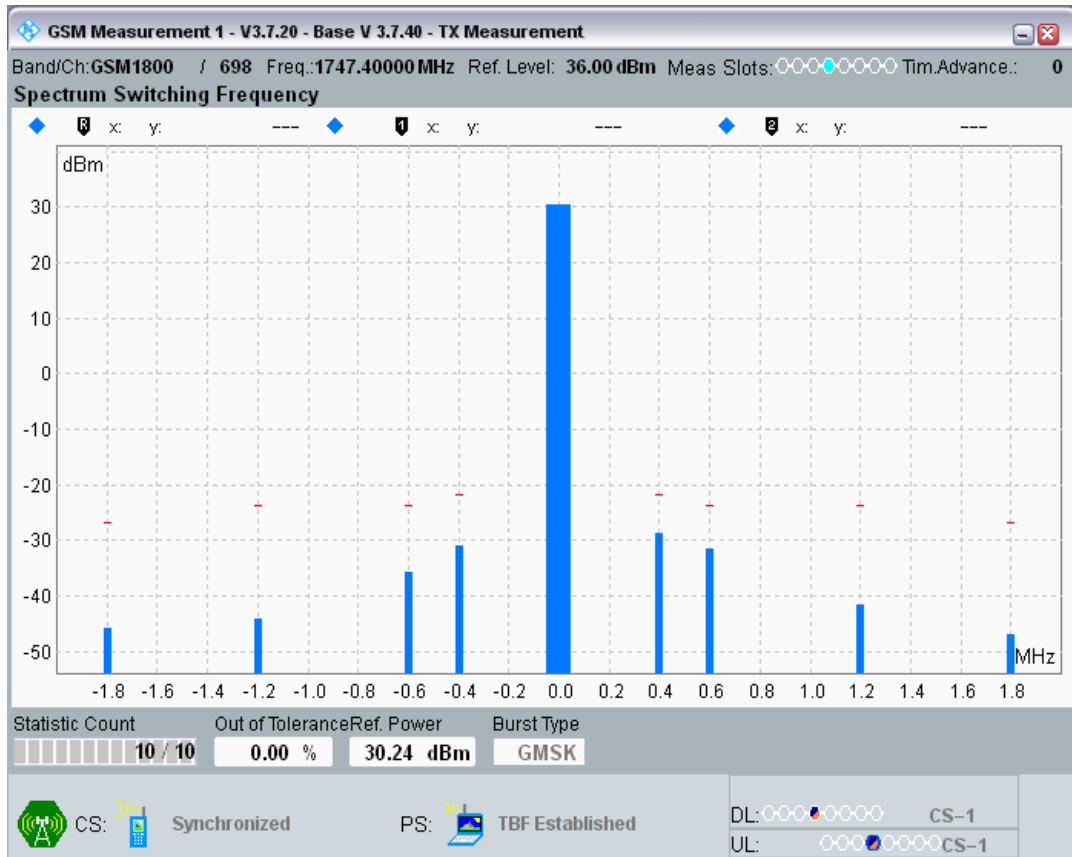 GSM Measurement 1 - V3.7.20 - Base V 3.7.40 - TX Measurement
Band/Ch:GSM1800 / 698 Freq.:1747.40000 MHz Ref. Level: 36.00 dBm Meas Slots: Tim.Advance.: 0
Spectrum Switching Frequency
R x: y: --- 1 x: y: --- 2 x: y: ---
dBm
30
20
10
0
-10
-20
-30
-40
-50
MHz
-1.8 -1.6 -1.4 -1.2 -1.0 -0.8 -0.6 -0.4 -0.2 0.0 0.2 0.4 0.6 0.8 1.0 1.2 1.4 1.6 1.8
Statistic Count Out of Tolerance Ref. Power Burst Type
10 / 10 0.00 % 30.24 dBm GMSK
CS: Synchronized PS: TBF Established DL: CS-1
UL: CS-1